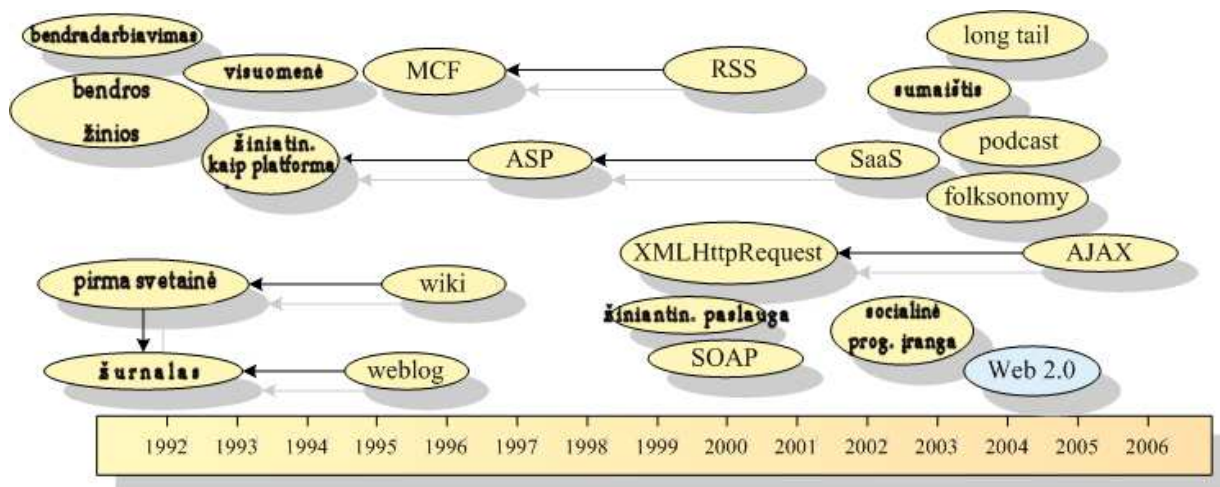 bendradarbiavimas
bendros
žinios
visuomenė
MCF
RSS
long tail
sumaištis
žiniatin.
kaip platforma
ASP
SaaS
podcast
folksonomy
XMLHttpRequest
AJAX
pirma svetainė
wiki
žiniantin. paslauga
socialinė
prog. įranga
žurnalas
weblog
SOAP
Web 2.0
1992 1993 1994 1995 1996 1997 1998 1999 2000 2001 2002 2003 2004 2005 2006